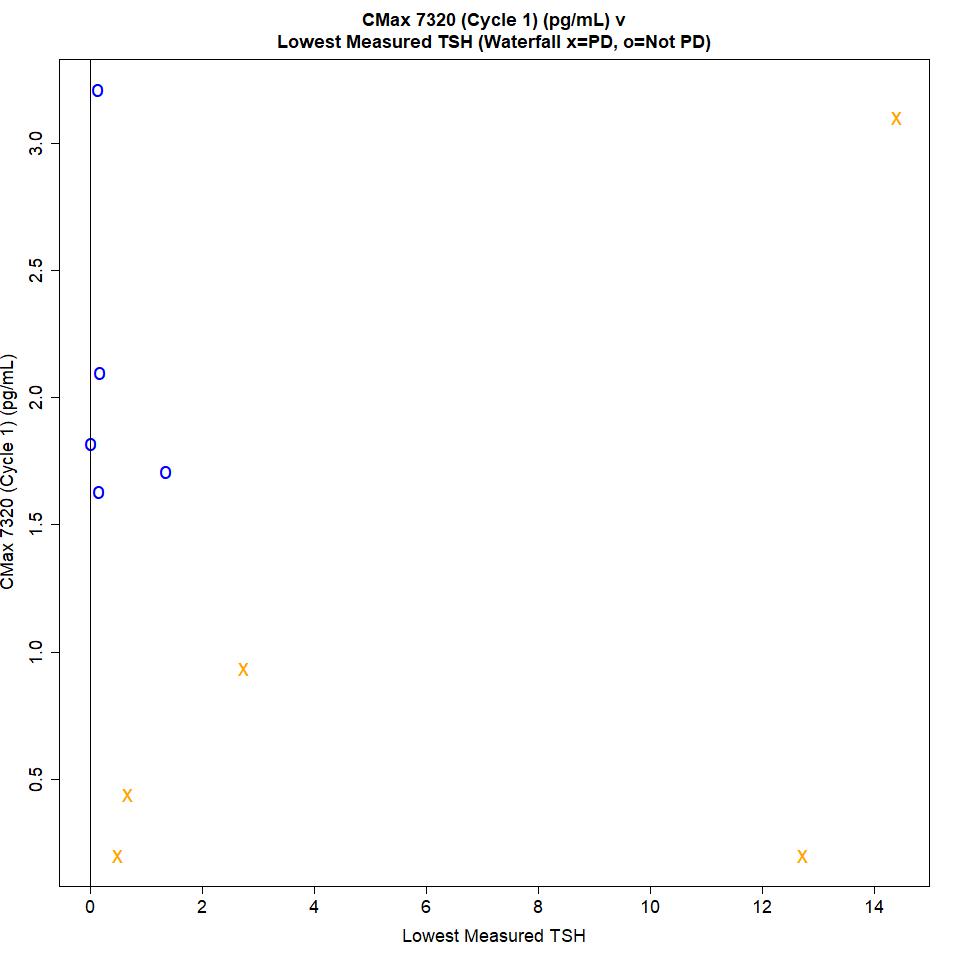 CMax 7320 (Cycle 1) (pg/mL) v
Lowest Measured TSH (Waterfall x=PD, o=Not PD)
CMax 7320 (Cycle 1) (pg/mL)
3.0
2.5
2.0
1.5
1.0
0.5
O
X
O
O
O
O
X
X
X
X
0 2 4 6 8 10 12 14
Lowest Measured TSH